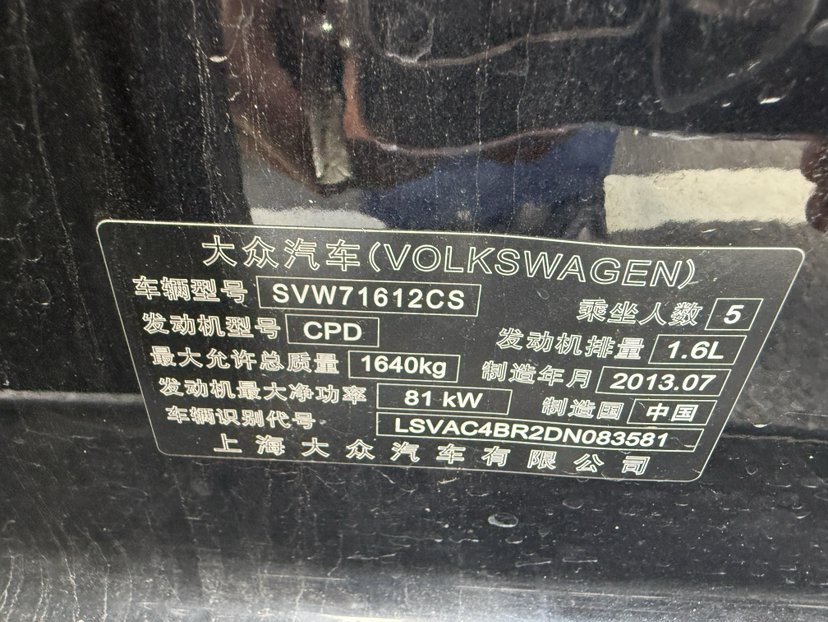 大众汽车(VOLKSWAGEN)
车辆型号 SVW71612CS 乘坐人数 5
发动机型号 CPD 发动机排量 1.6L
最大允许总质量 1640kg 制造年月 2013.07
发动机最大净功率 81 kW 制造国 中国
车辆识别代号 LSVAC4BR2DN083581
上海大众汽车有限公司